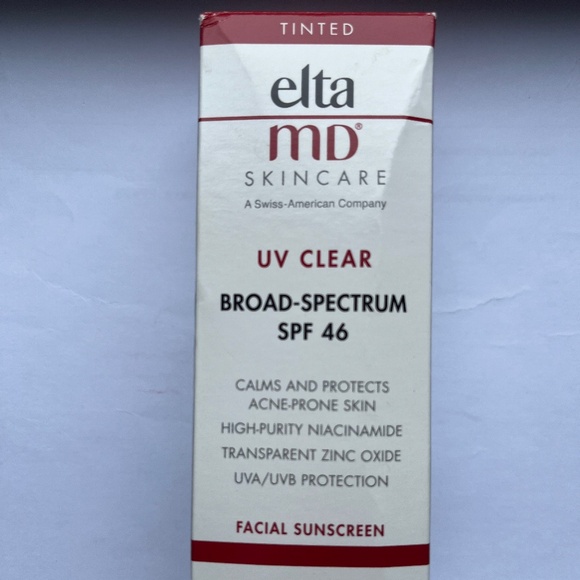 TINTED
elta
MD®
SKINCARE
A Swiss-American Company
UV CLEAR
BROAD-SPECTRUM
SPF 46
CALMS AND PROTECTS
ACNE-PRONE SKIN
HIGH-PURITY NIACINAMIDE
TRANSPARENT ZINC OXIDE
UVA/UVB PROTECTION
FACIAL SUNSCREEN